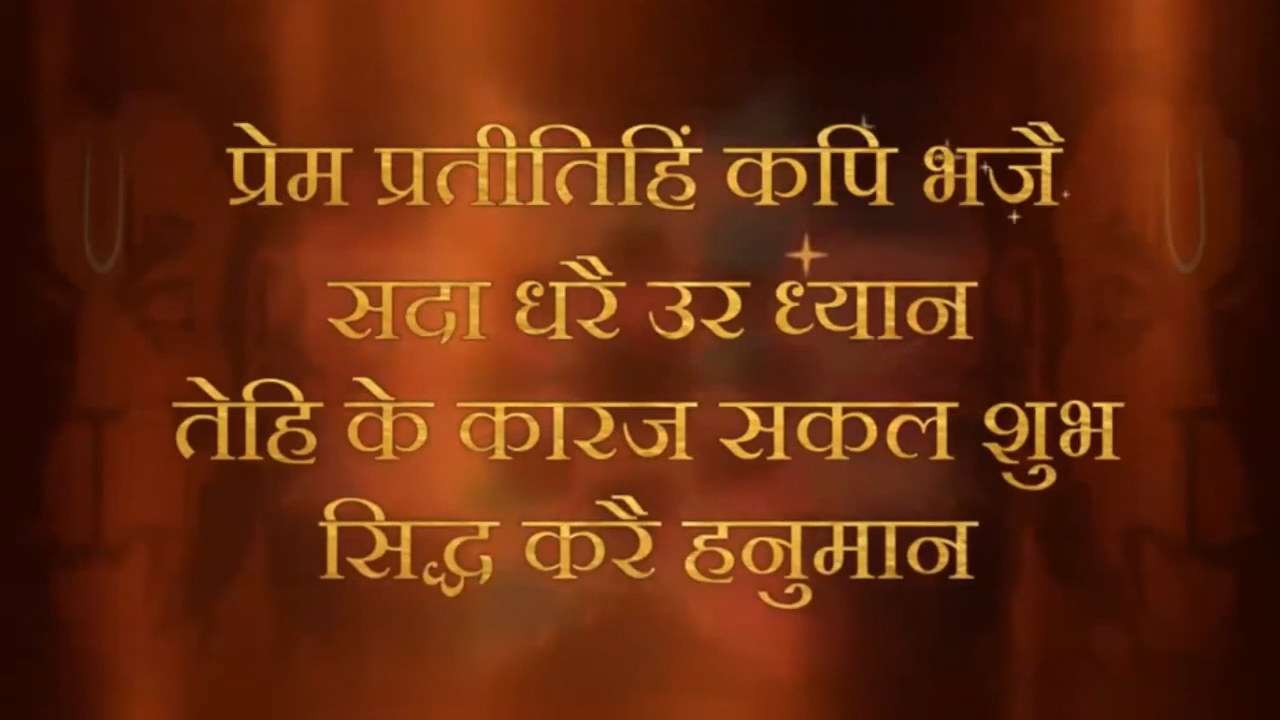 प्रेम प्रतीतिहिं कपि भजै
सदा धरै उर ध्यान
तेहि के कारज सकल शुभ
सिद्ध करै हनुमान